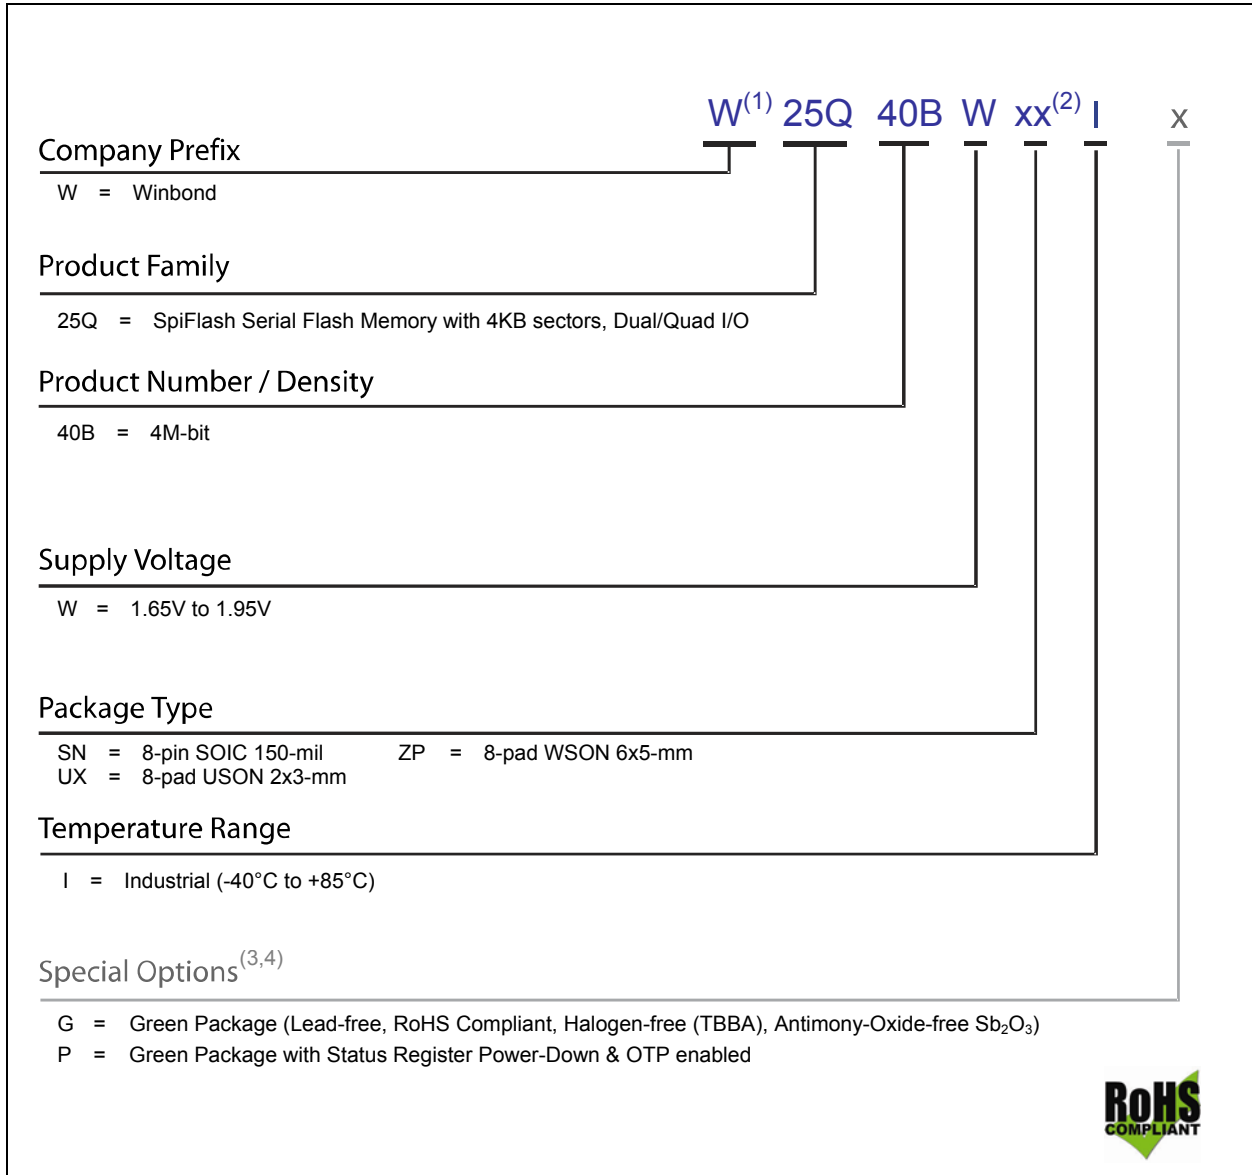 W(1) 25Q 40B W xx(2) I x
Company Prefix
W = Winbond
Product Family
25Q = SpiFlash Serial Flash Memory with 4KB sectors, Dual/Quad I/O
Product Number / Density
40B = 4M-bit
Supply Voltage
W = 1.65V to 1.95V
Package Type
SN = 8-pin SOIC 150-mil ZP = 8-pad WSON 6x5-mm
UX = 8-pad USON 2x3-mm
Temperature Range
I = Industrial (-40°C to +85°C)
Special Options(3,4)
G = Green Package (Lead-free, RoHS Compliant, Halogen-free (TBBA), Antimony-Oxide-free Sb₂O₃)
P = Green Package with Status Register Power-Down & OTP enabled
RoHS
COMPLIANT